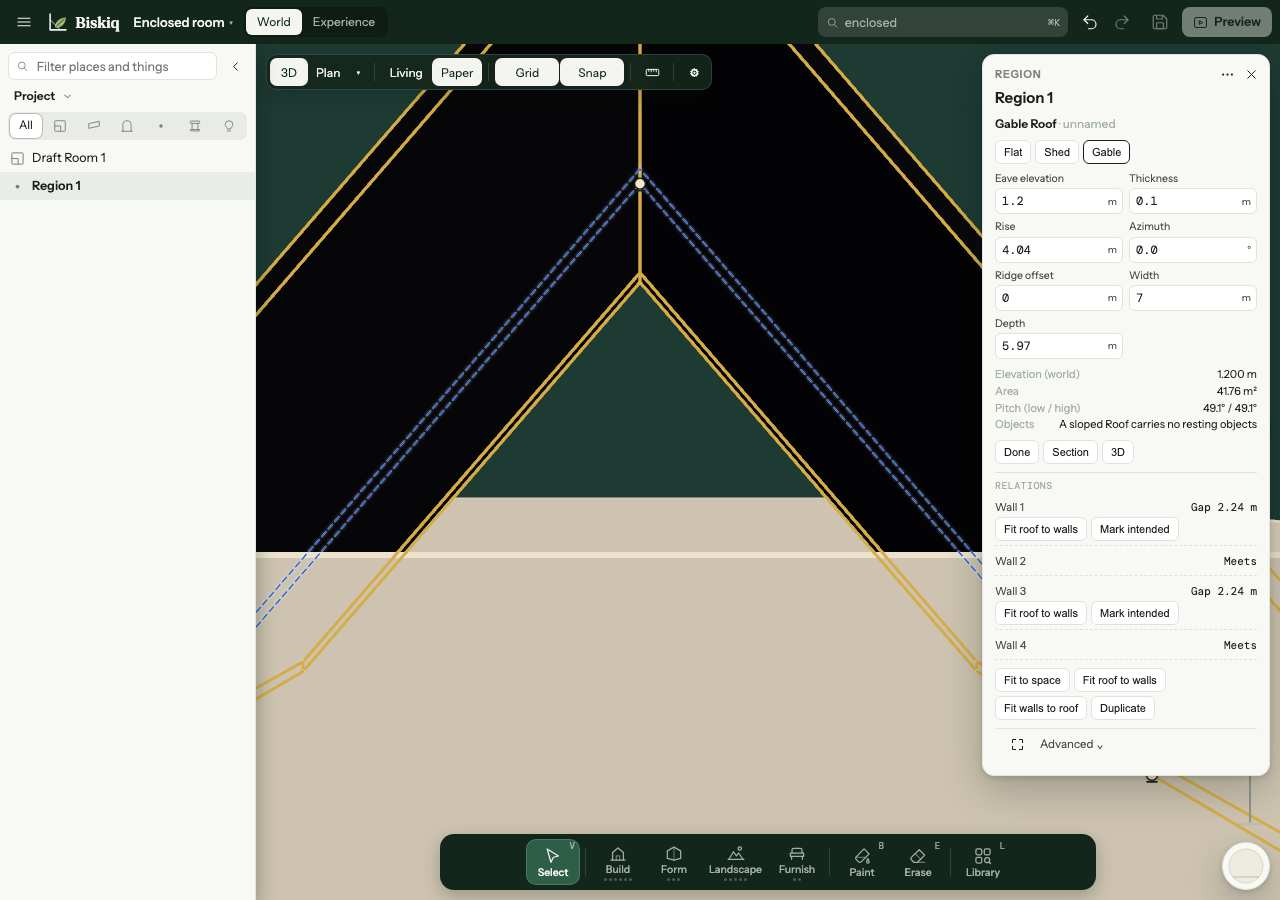 Biskiq
Enclosed room
World
Experience
enclosed
⌘K
Preview
Filter places and things
Project
All
Draft Room 1
Region 1
3D
Plan
Living
Paper
Grid
Snap
REGION
Region 1
Gable Roof · unnamed
Flat
Shed
Gable
Eave elevation
Thickness
1.2 m
0.1 m
Rise
Azimuth
4.04 m
0.0 °
Ridge offset
Width
0 m
7 m
Depth
5.97 m
Elevation (world) 1.200 m
Area 41.76 m²
Pitch (low / high) 49.1° / 49.1°
Objects A sloped Roof carries no resting objects
Done
Section
3D
RELATIONS
Wall 1 Gap 2.24 m
Fit roof to walls
Mark intended
Wall 2 Meets
Wall 3 Gap 2.24 m
Fit roof to walls
Mark intended
Wall 4 Meets
Fit to space
Fit roof to walls
Fit walls to roof
Duplicate
Advanced
V
Select
Build
Form
Landscape
Furnish
B
Paint
E
Erase
L
Library